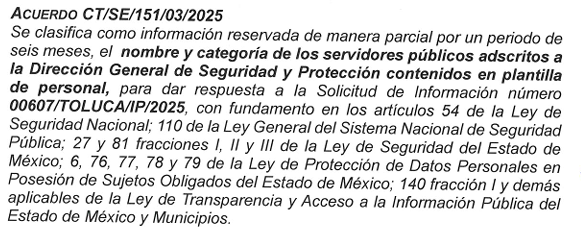 ACUERDO CT/SE/151/03/2025
Se clasifica como información reservada de manera parcial por un periodo de
seis meses, el nombre y categoría de los servidores públicos adscritos a
la Dirección General de Seguridad y Protección contenidos en plantilla
de personal, para dar respuesta a la Solicitud de Información número
00607/TOLUCA/IP/2025, con fundamento en los artículos 54 de la Ley de
Seguridad Nacional; 110 de la Ley General del Sistema Nacional de Seguridad
Pública; 27 y 81 fracciones I, II y III de la Ley de Seguridad del Estado de
México; 6, 76, 77, 78 y 79 de la Ley de Protección de Datos Personales en
Posesión de Sujetos Obligados del Estado de México; 140 fracción I y demás
aplicables de la Ley de Transparencia y Acceso a la Información Pública del
Estado de México y Municipios.